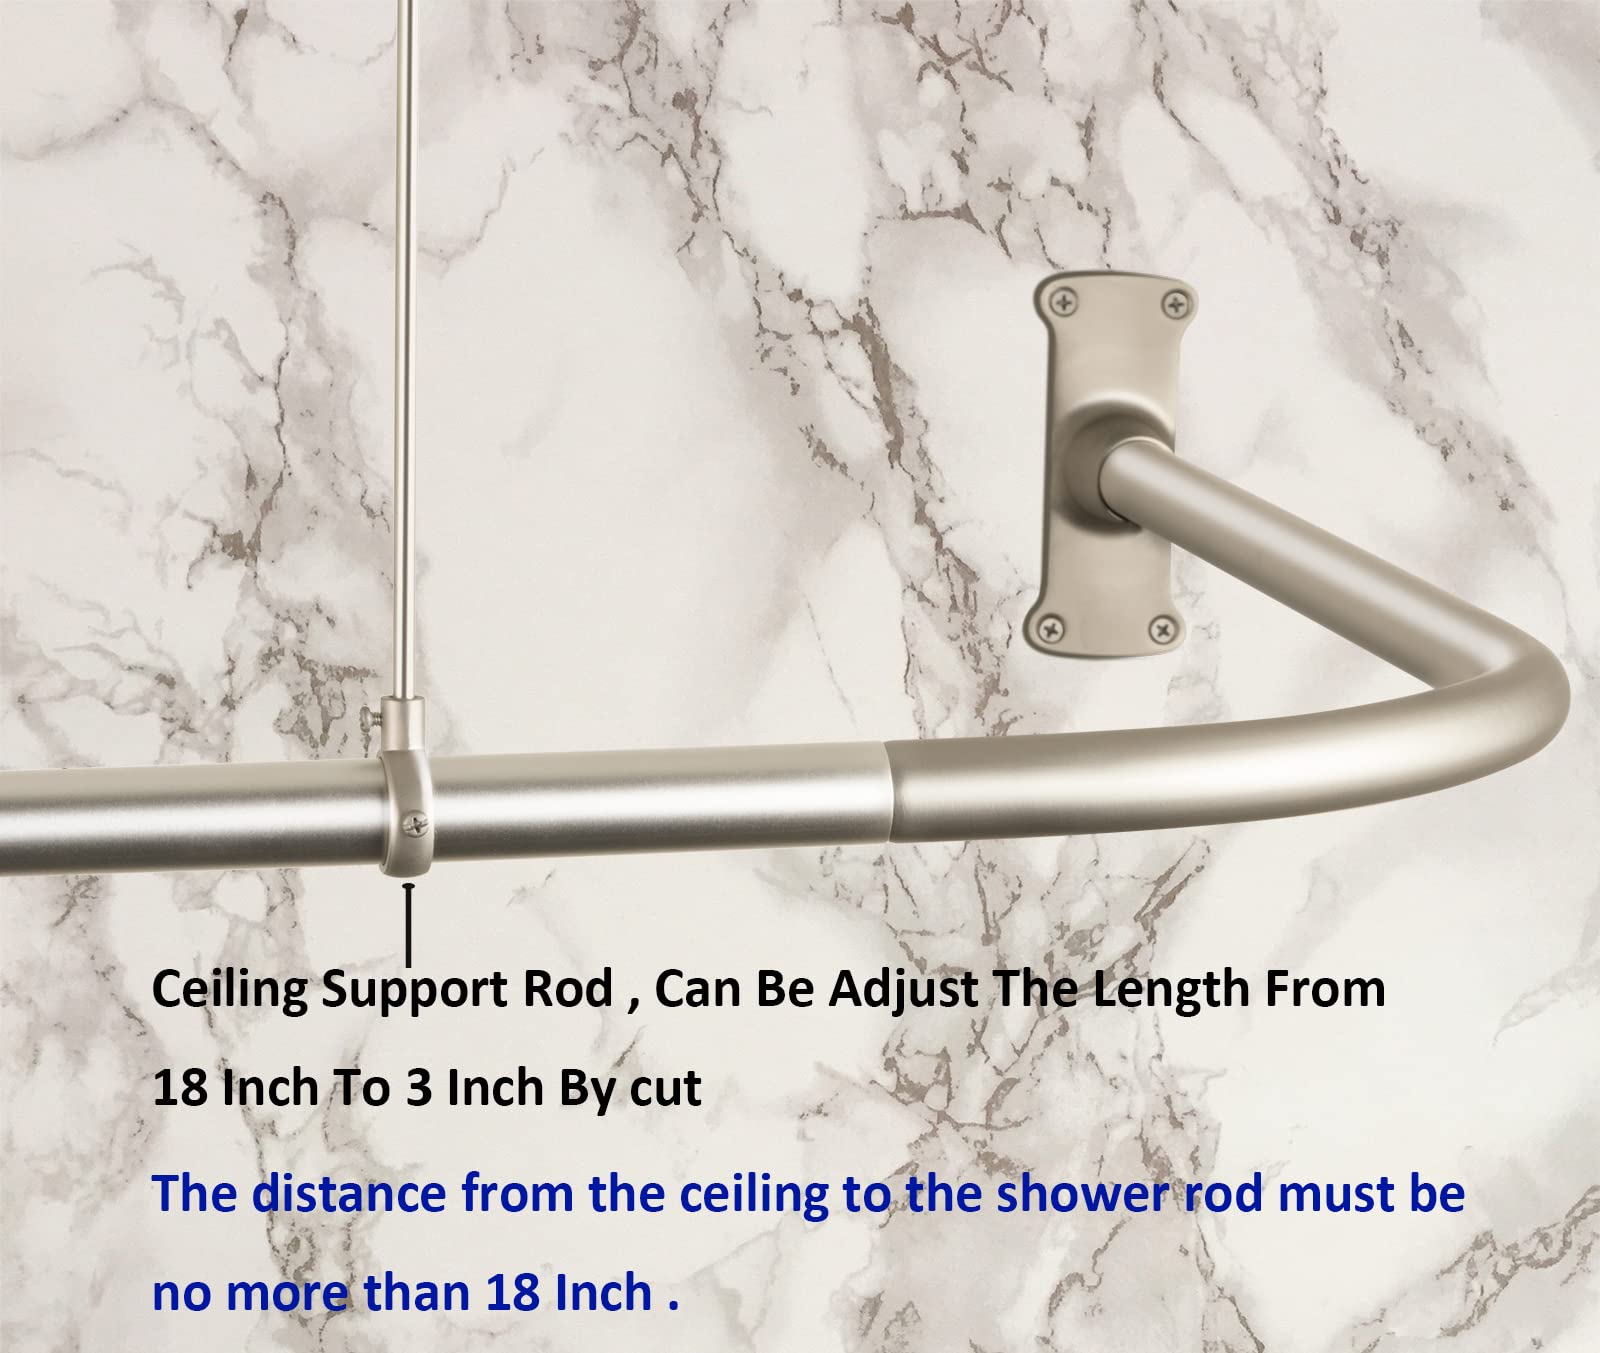 Ceiling Support Rod , Can Be Adjust The Length From
18 Inch To 3 Inch By cut
The distance from the ceiling to the shower rod must be
no more than 18 Inch .